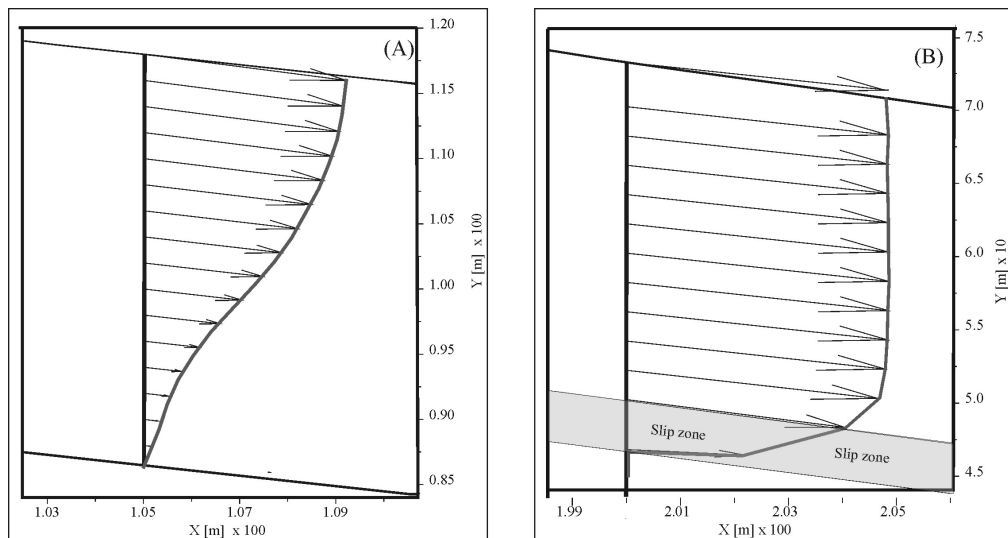 (A)
1.20
1.15
1.10
1.05
1.00
0.95
0.90
0.85
Y [m] x 100
1.03
1.05
1.07
1.09
X [m] x 100
(B)
7.5
7.0
6.5
6.0
5.5
5.0
4.5
Y [m] x 10
Slip zone
Slip zone
1.99
2.01
2.03
2.05
X [m] x 100